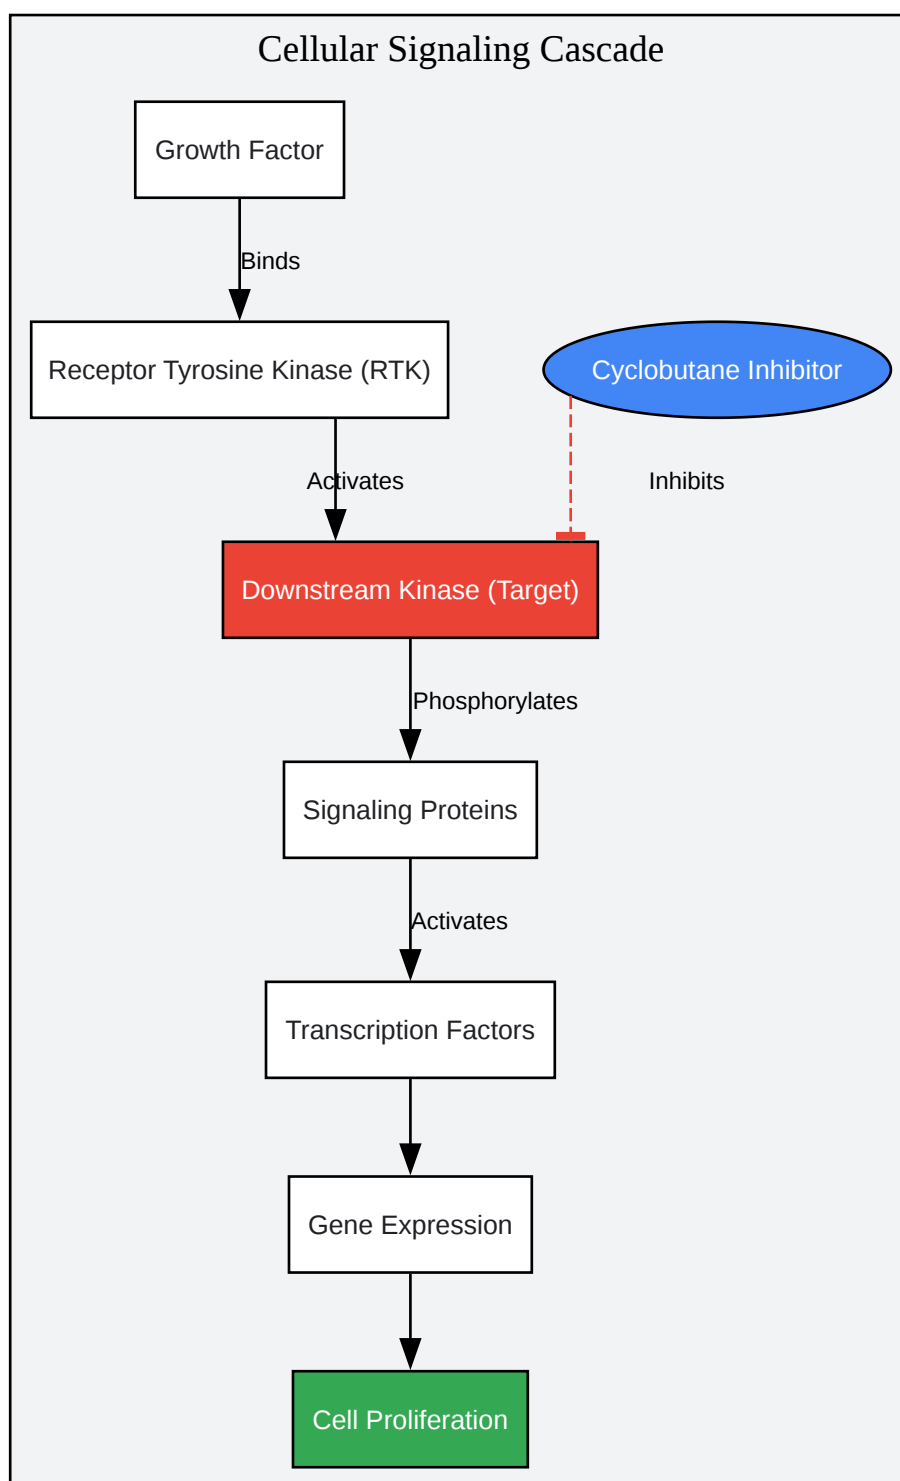 Cellular Signaling Cascade
Growth Factor
Binds
Receptor Tyrosine Kinase (RTK)
Cyclobutane Inhibitor
Activates
Inhibits
Downstream Kinase (Target)
Phosphorylates
Signaling Proteins
Activates
Transcription Factors
Gene Expression
Cell Proliferation